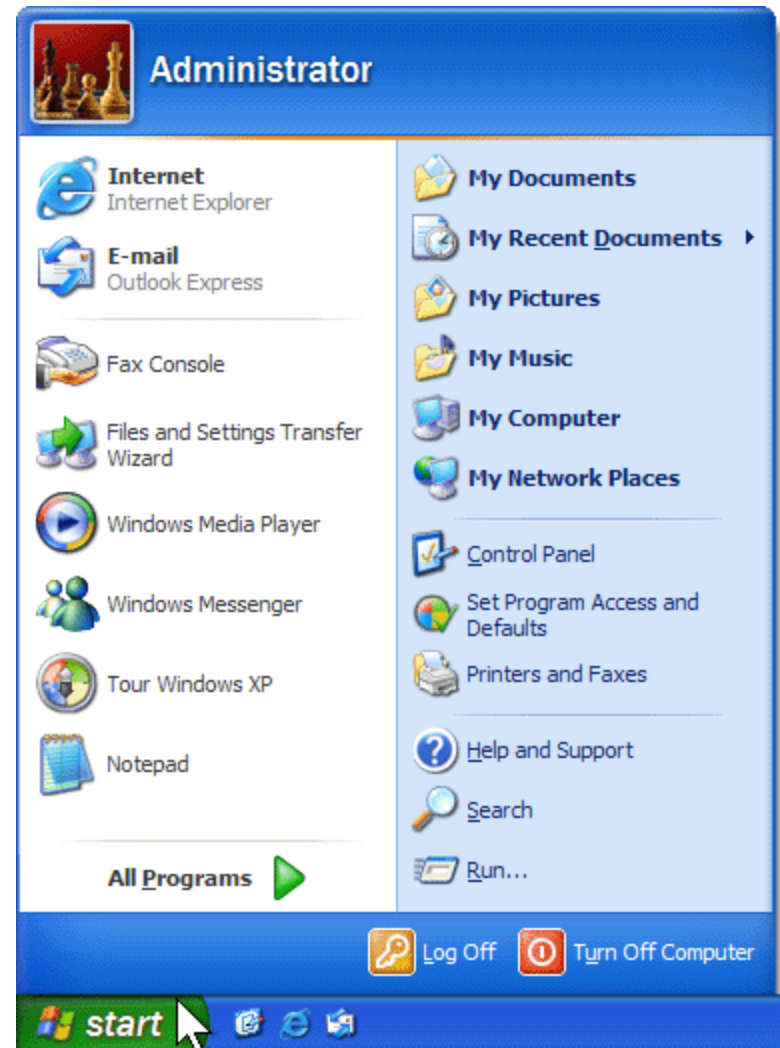 Administrator
Internet
Internet Explorer
E-mail
Outlook Express
Fax Console
Files and Settings Transfer
Wizard
Windows Media Player
Windows Messenger
Tour Windows XP
Notepad
All Programs
My Documents
My Recent Documents
My Pictures
My Music
My Computer
My Network Places
Control Panel
Set Program Access and
Defaults
Printers and Faxes
Help and Support
Search
Run...
Log Off
Turn Off Computer
start